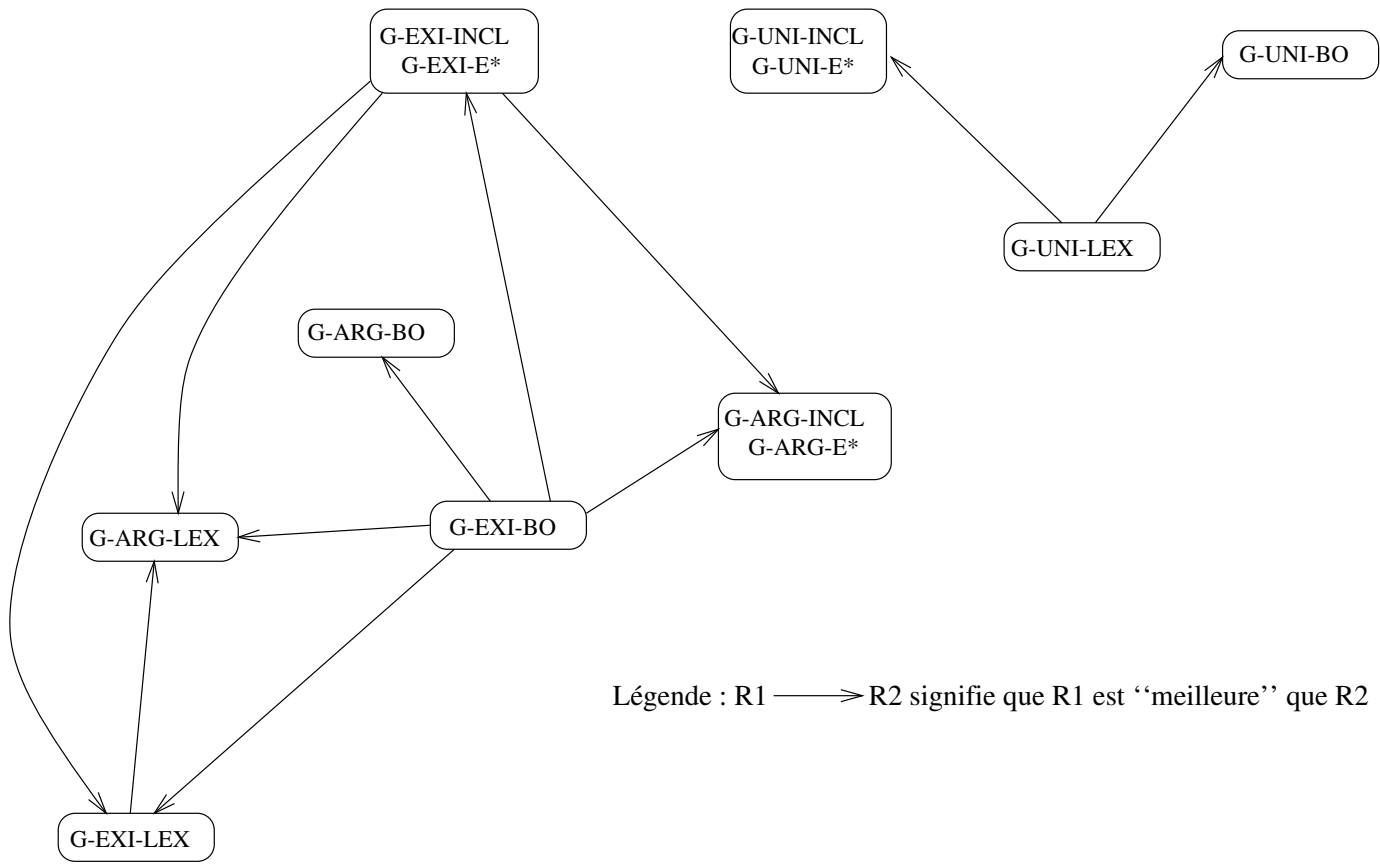 G-EXI-INCL
G-EXI-E*
G-UNI-INCL
G-UNI-E*
G-UNI-BO
G-UNI-LEX
G-ARG-BO
G-ARG-INCL
G-ARG-E*
G-ARG-LEX
G-EXI-BO
Légende : R1 → R2 signifie que R1 est ‘‘meilleure’’ que R2
G-EXI-LEX